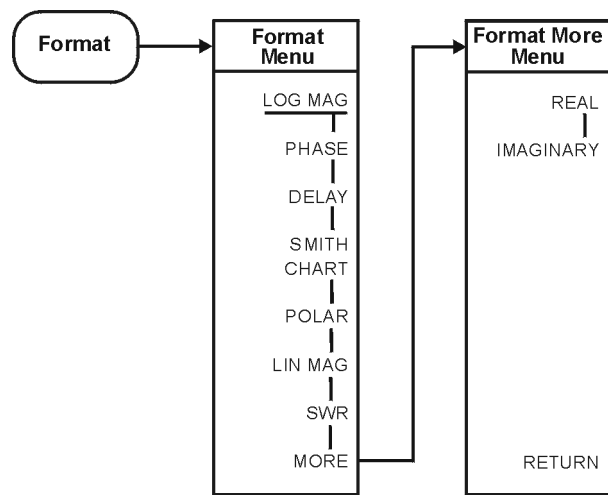 Format
Format
Menu
LOG MAG
PHASE
DELAY
SMITH
CHART
POLAR
LIN MAG
SWR
MORE
Format More
Menu
REAL
IMAGINARY
RETURN